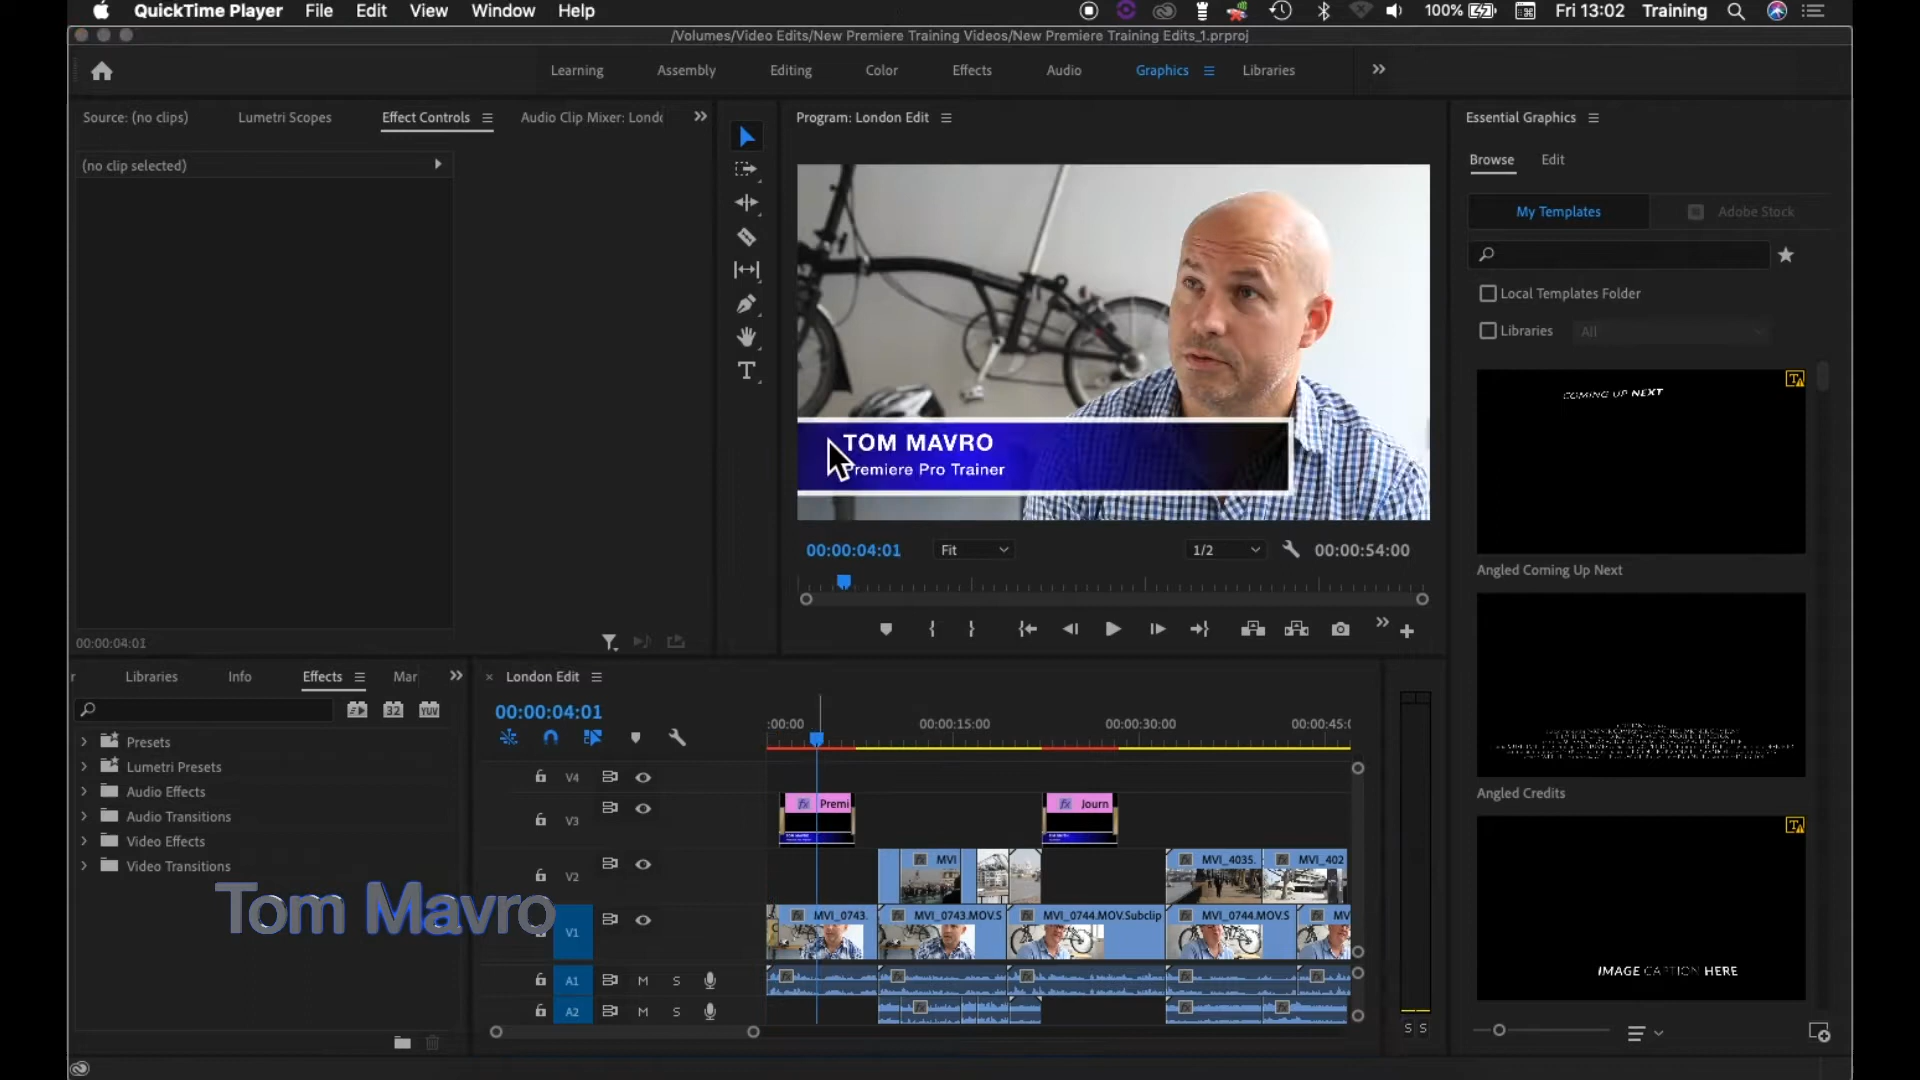 QuickTime Player File Edit View Window Help 100% Fri 13:02 Training
/Volumes/Video Edits/New Premiere Training Videos/New Premiere Training Edits_1.prproj
Learning Assembly Editing Color Effects Audio Graphics Libraries
Source: (no clips) Lumetri Scopes Effect Controls Audio Clip Mixer: Lond
Program: London Edit
Essential Graphics
(no clip selected)
Browse Edit
My Templates Adobe Stock
Local Templates Folder
Libraries All
COMING UP NEXT
Angled Coming Up Next
TOM MAVRO
Premiere Pro Trainer
00:00:04:01 Fit 1/2 00:00:54:00
00:00:04:01
Angled Credits
IMAGE CAPTION HERE
Libraries Info Effects Mar
32 YUV
Presets
Lumetri Presets
Audio Effects
Audio Transitions
Video Effects
Video Transitions
Tom Mavro
London Edit
00:00:04:01
:00:00 00:00:15:00 00:00:30:00 00:00:45:0
V4
V3 fx Premi fx Journ
V2 MVI MVI_4035. MVI_402
V1 MVI_0743. MVI_0743.MOV.S MVI_0744.MOV.Subclip MVI_0744.MOV.S MV
A1 M S
A2 M S
S S